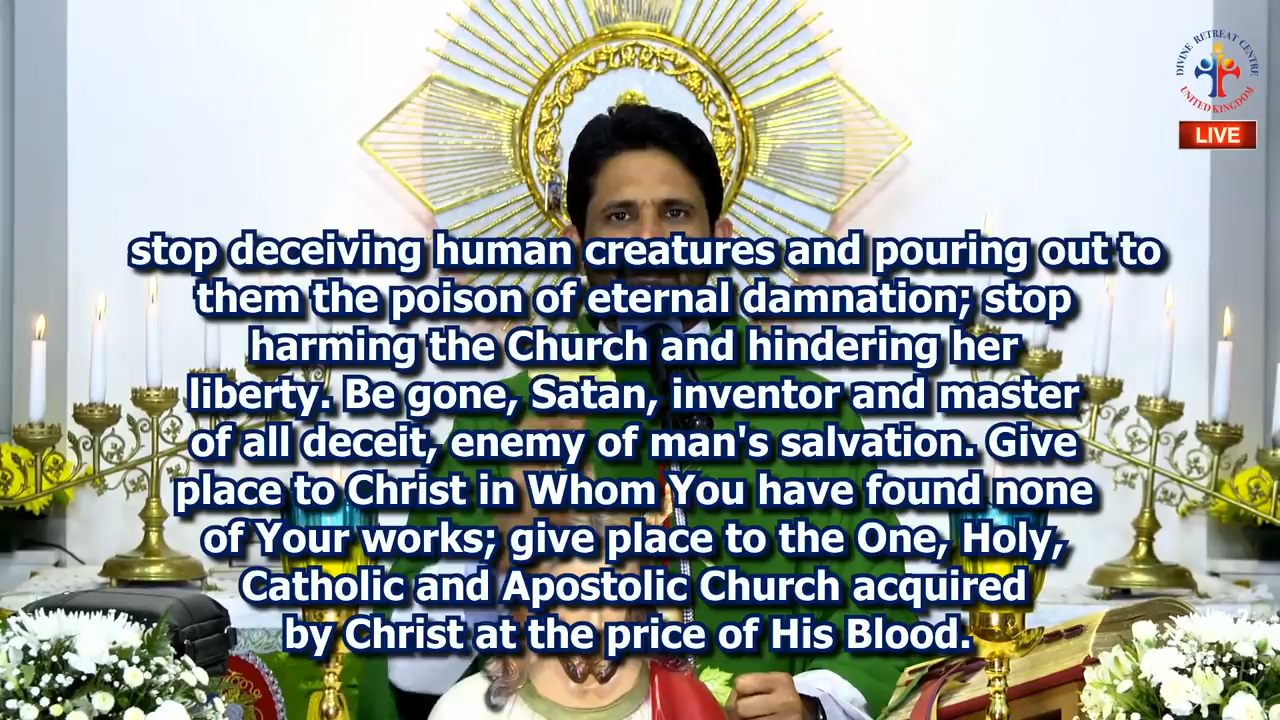 DIVINE RETREAT CENTRE
UNITED KINGDOM
LIVE
stop deceiving human creatures and pouring out to
them the poison of eternal damnation; stop
harming the Church and hindering her
liberty. Be gone, Satan, inventor and master
of all deceit, enemy of man's salvation. Give
place to Christ in Whom You have found none
of Your works; give place to the One, Holy,
Catholic and Apostolic Church acquired
by Christ at the price of His Blood.